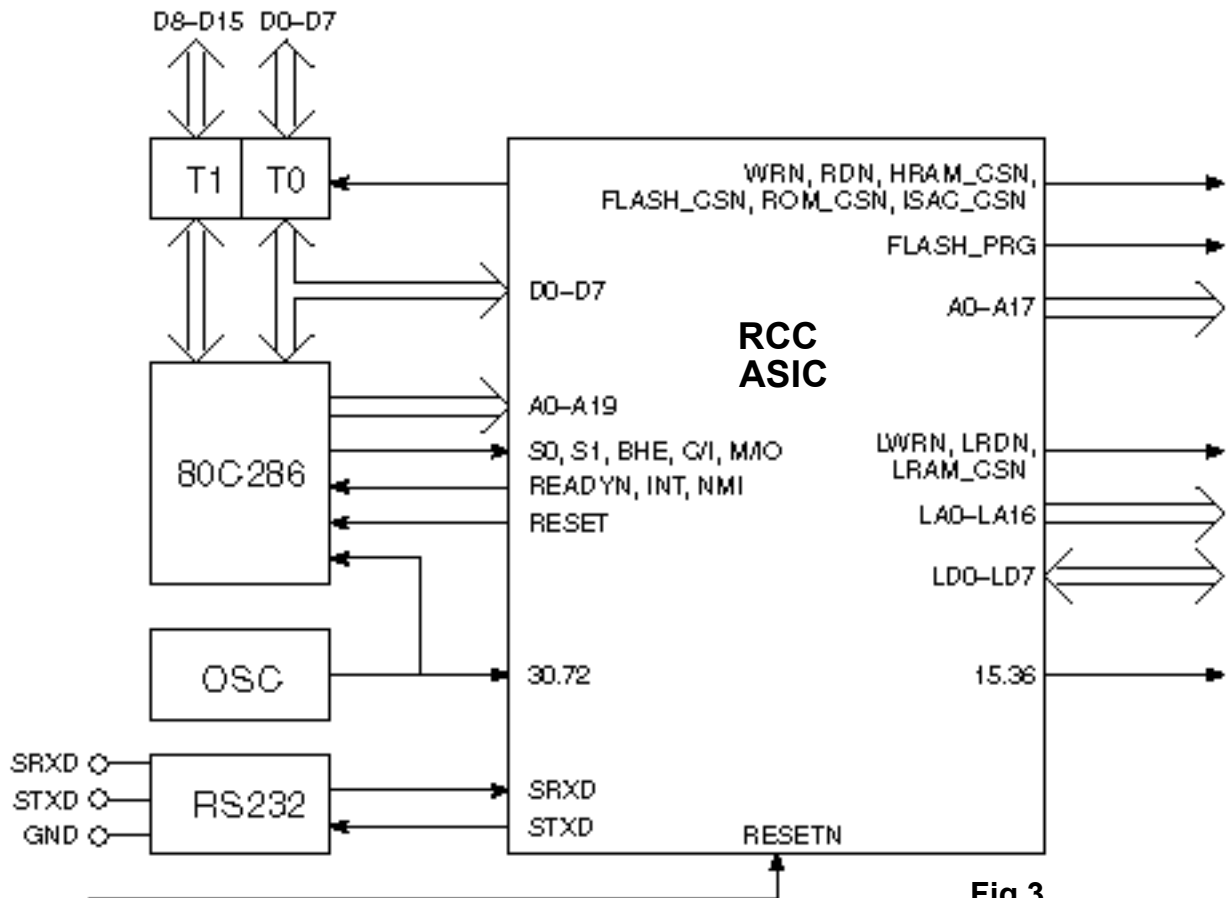 D8-D15 D0-D7
T1 T0
WRN, RDN, HRAM_CSN,
FLASH_CSN, ROM_CSN, ISAC_CSN
FLASH_PRG
D0-D7
A0-A17
RCC
ASIC
A0-A19
80C286
S0, S1, BHE, C/I, M/IO
READYN, INT, NMI
RESET
LWRN, LRDN,
LRAM_CSN
LA0-LA16
LD0-LD7
OSC
30.72
15.36
SRXD
STXD
GND
RS232
SRXD
STXD
RESETN
Fig 3